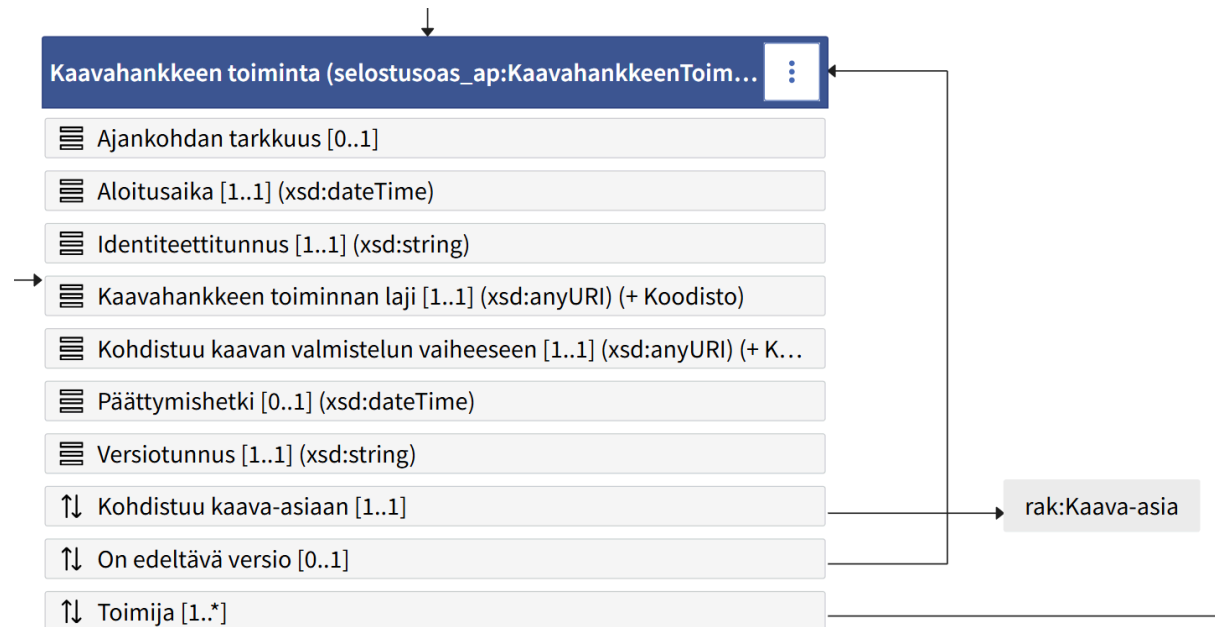 Kaavahankkeen toiminta (selostusoas_ap:KaavahankkeenToim...
Ajankohdan tarkkuus [0..1]
Aloitusaika [1..1] (xsd:dateTime)
Identiteettitunnus [1..1] (xsd:string)
Kaavahankkeen toiminnan laji [1..1] (xsd:anyURI) (+ Koodisto)
Kohdistuu kaavan valmistelun vaiheeseen [1..1] (xsd:anyURI) (+ K...
Päättymishetki [0..1] (xsd:dateTime)
Versiotunnus [1..1] (xsd:string)
Kohdistuu kaava-asiaan [1..1]
rak:Kaava-asia
On edeltävä versio [0..1]
Toimija [1..*]